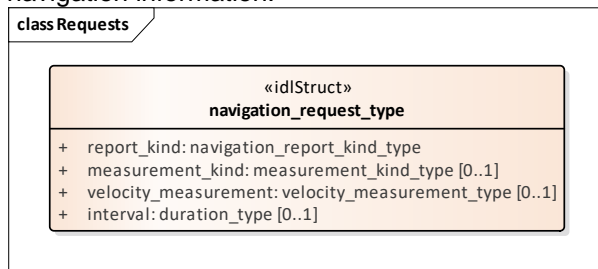 navigation information.
class Requests
«idlStruct»
navigation_request_type
+ report_kind: navigation_report_kind_type
+ measurement_kind: measurement_kind_type [0..1]
+ velocity_measurement: velocity_measurement_type [0..1]
+ interval: duration_type [0..1]